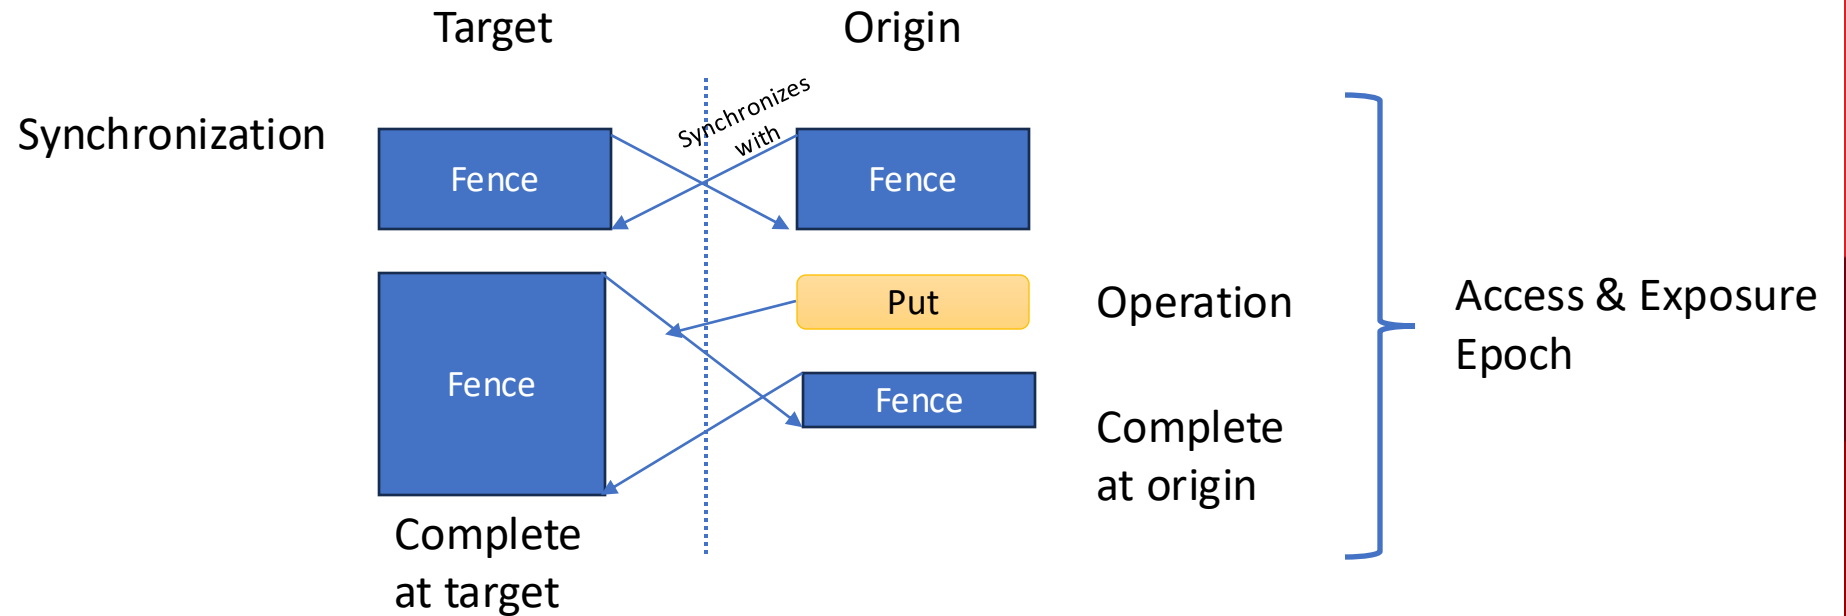 Target
Origin
Synchronization
Synchronizes
with
Fence
Fence
Put
Operation
Access & Exposure
Epoch
Fence
Fence
Complete
at origin
Complete
at target